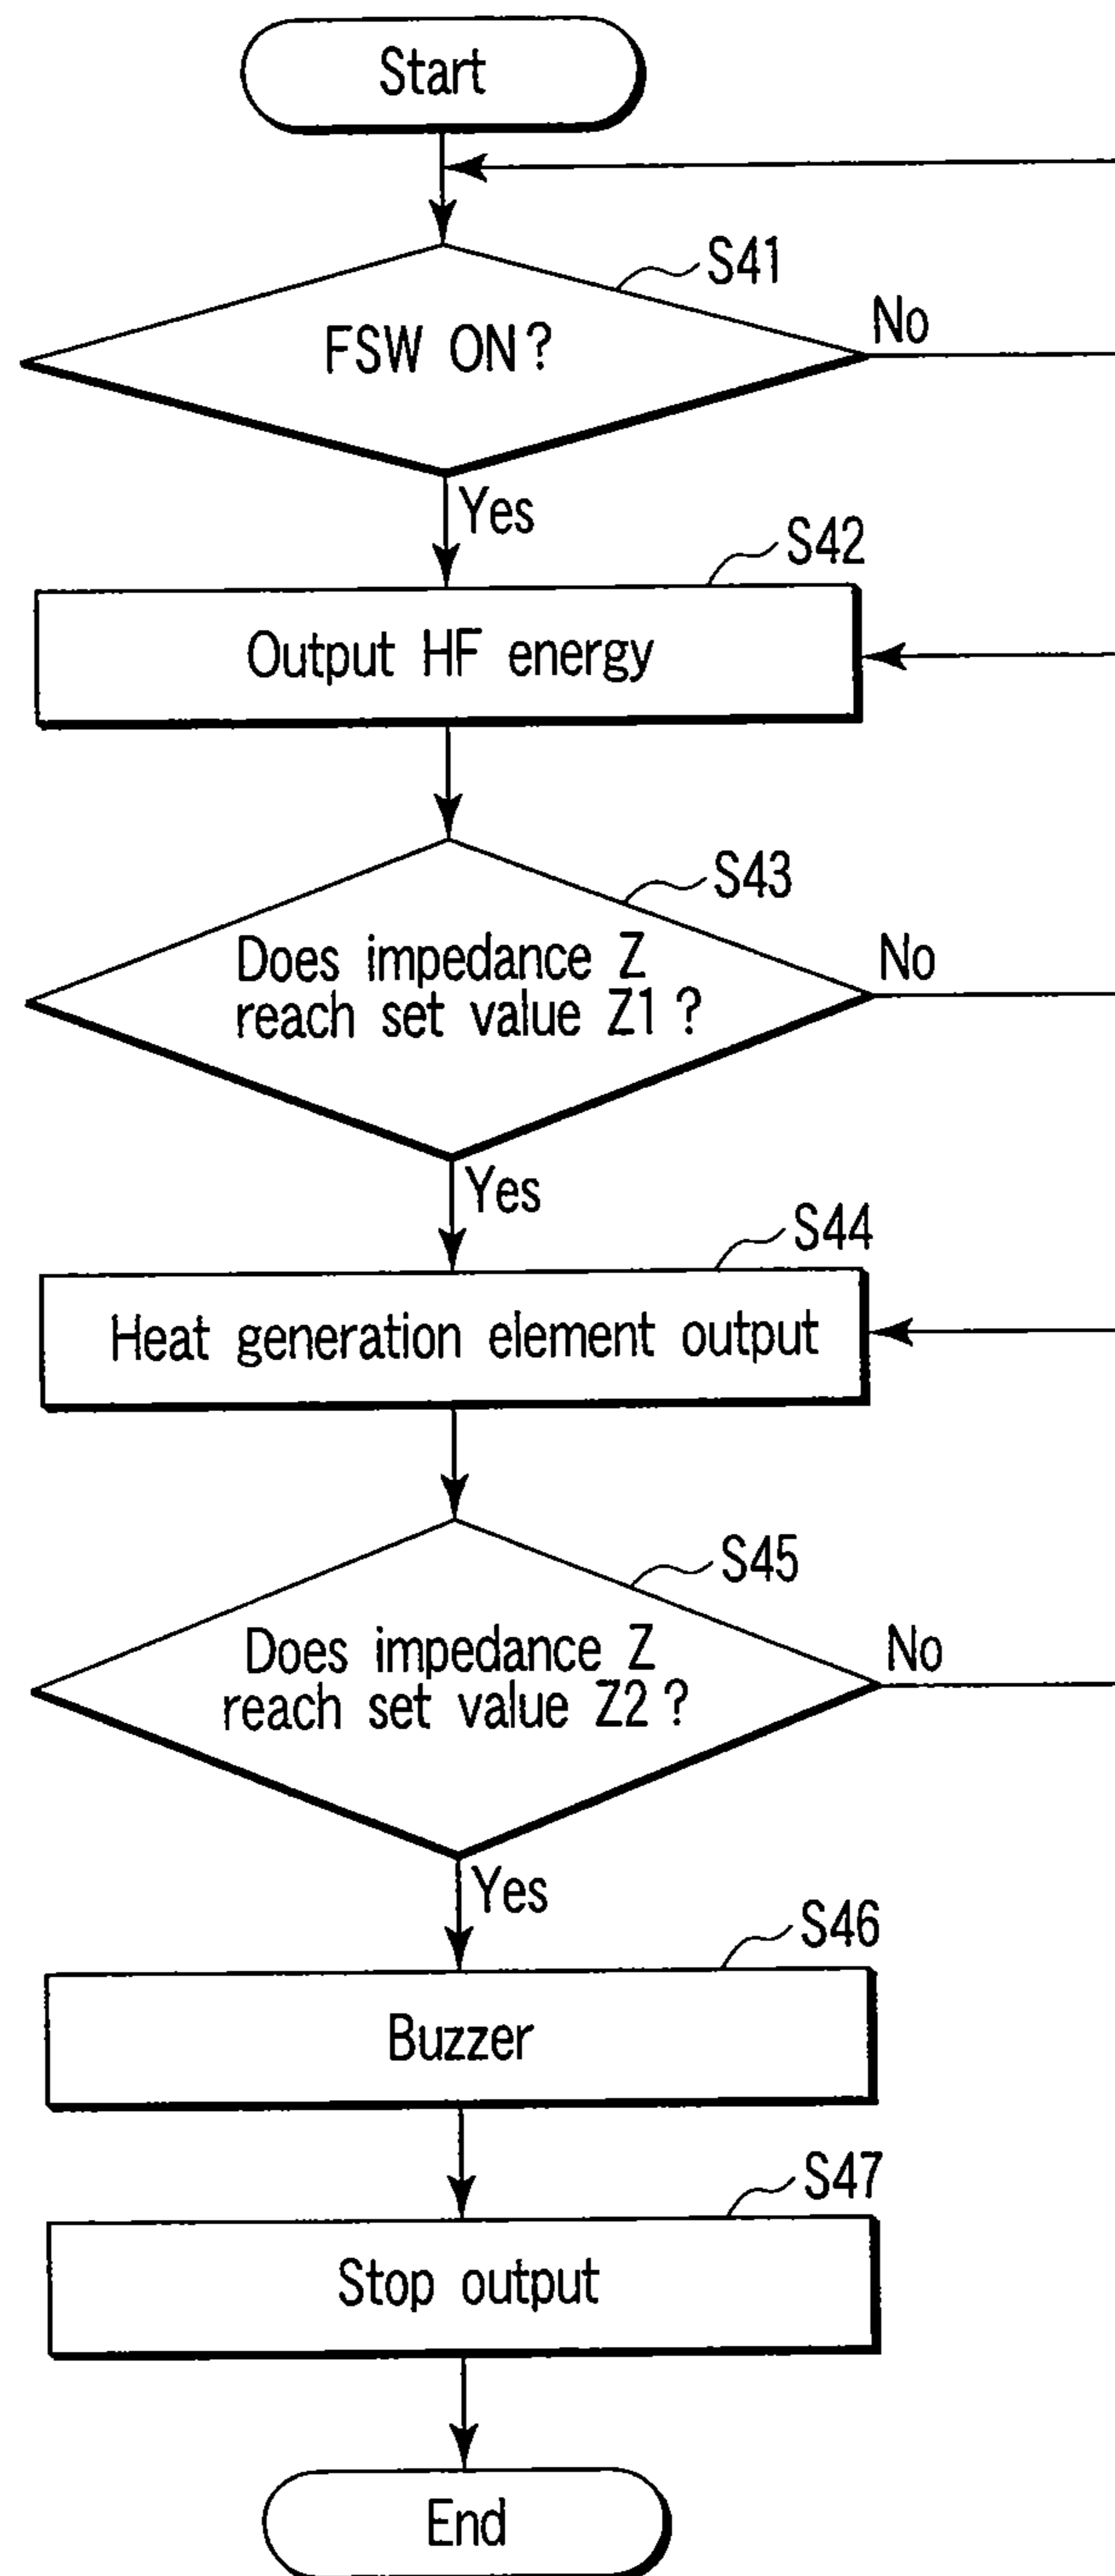 Start
S41
FSW ON?
No
Yes
S42
Output HF energy
S43
Does impedance Z
reach set value Z1?
No
Yes
S44
Heat generation element output
S45
Does impedance Z
reach set value Z2?
No
Yes
S46
Buzzer
S47
Stop output
End